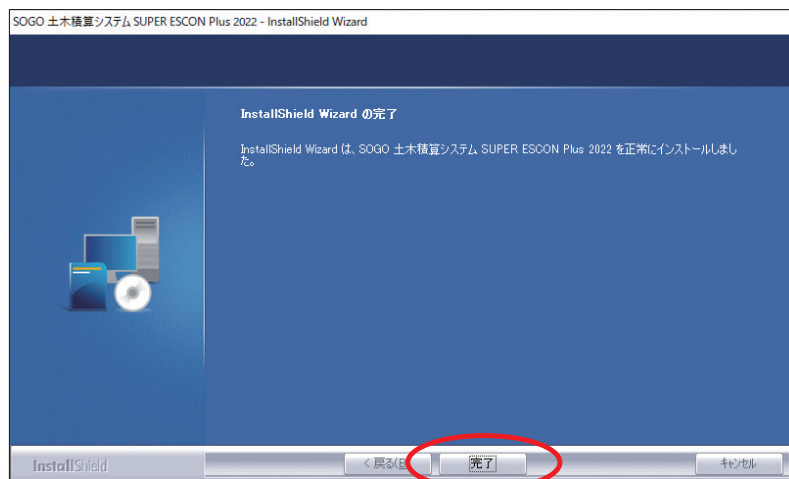 SOGO 土木積算システム SUPER ESCON Plus 2022 - InstallShield Wizard
InstallShield Wizard の完了
InstallShield Wizard は、SOGO 土木積算システム SUPER ESCON Plus 2022 を正常にインストールしまし
た。
InstallShield
< 戻る(B 完了 キャンセル